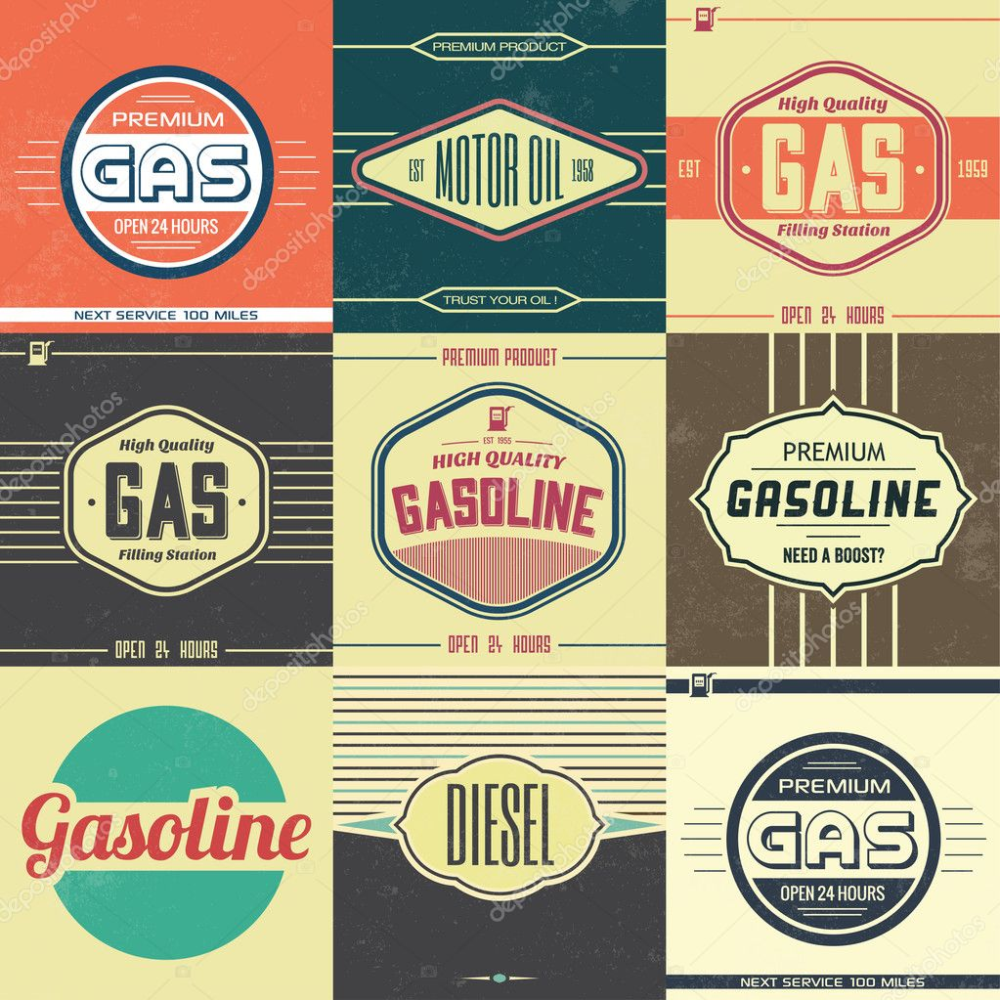 PREMIUM
GAS
OPEN 24 HOURS
NEXT SERVICE 100 MILES
PREMIUM PRODUCT
EST MOTOR OIL 1958
TRUST YOUR OIL !
High Quality
EST · GAS · 1959
Filling Station
OPEN 24 HOURS
High Quality
· GAS ·
Filling Station
OPEN 24 HOURS
PREMIUM PRODUCT
EST 1955
HIGH QUALITY
GASOLINE
OPEN 24 HOURS
PREMIUM
GASOLINE
NEED A BOOST?
Gasoline
DIESEL
PREMIUM
GAS
OPEN 24 HOURS
NEXT SERVICE 100 MILES
depositphotos